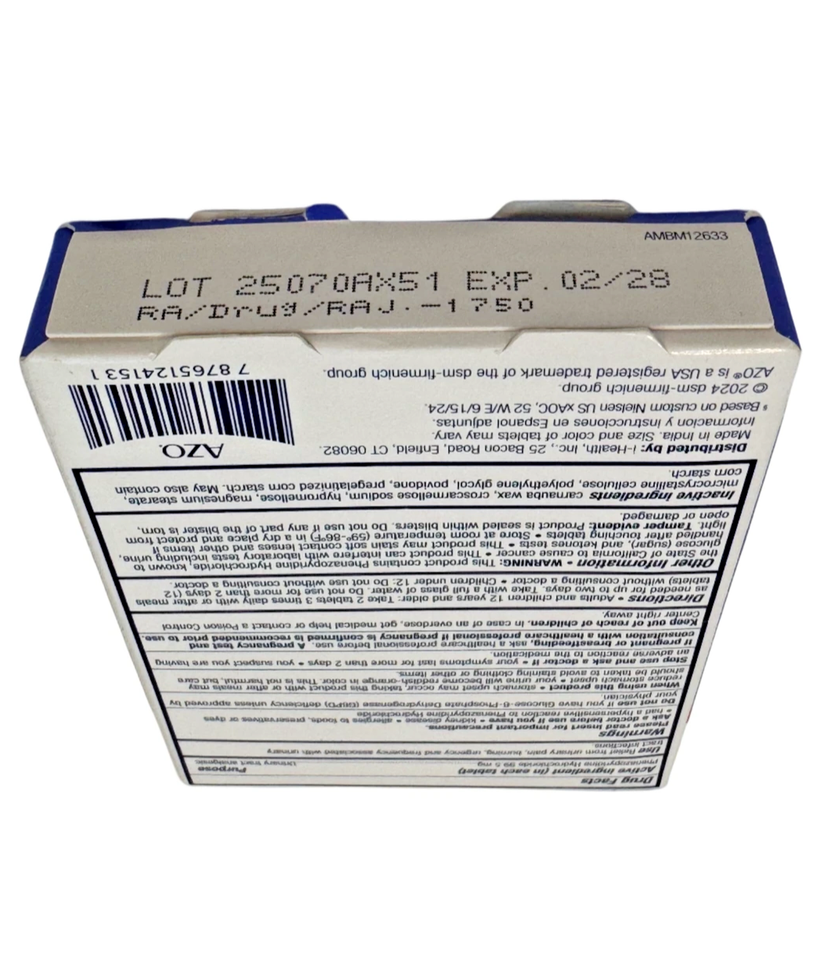 AMBM12633
LOT 25070AX51 EXP. 02/28
RA/Drug/RAJ.-1750
Drug Facts
Active ingredient (in each tablet) Purpose
Phenazopyridine Hydrochloride 99.5 mg Urinary tract analgesic
Use Relief from urinary pain, burning, urgency and frequency associated with urinary
tract infections
Warnings
Please read insert for important precautions.
Ask a doctor before use if you have • kidney disease • allergies to foods, preservatives or dyes
• had a hypersensitive reaction to Phenazopyridine Hydrochloride
Do not use if you have Glucose-6-Phosphate Dehydrogenase (G6PD) deficiency unless approved by
your physician
When using this product • stomach upset may occur, taking this product with or after meals may
reduce stomach upset • your urine will become reddish-orange in color. This is not harmful, but care
should be taken to avoid staining clothing or other items.
Stop use and ask a doctor if • your symptoms last for more than 2 days • you suspect you are having
an adverse reaction to the medication.
If pregnant or breastfeeding, ask a healthcare professional before use. A pregnancy test and
consultation with a healthcare professional if pregnancy is confirmed is recommended prior to use.
Keep out of reach of children. In case of an overdose, get medical help or contact a Poison Control
Center right away.
Directions • Adults and children 12 years and older: Take 2 tablets 3 times daily with or after meals
as needed for up to two days. Take with a full glass of water. Do not use for more than 2 days (12
tablets) without consulting a doctor • Children under 12: Do not use without consulting a doctor.
Other Information • WARNING: This product contains Phenazopyridine Hydrochloride, known to
the State of California to cause cancer • This product can interfere with laboratory tests including urine,
glucose (sugar), and ketones tests • This product may stain soft contact lenses and other items if
handled after touching tablets • Store at room temperature (59°-86°F) in a dry place and protect from
light. Tamper evident: Product is sealed within blisters. Do not use if any part of the blister is torn,
open or damaged.
Inactive ingredients carnauba wax, croscarmellose sodium, hypromellose, magnesium stearate,
microcrystalline cellulose, polyethylene glycol, povidone, pregelatinized corn starch. May also contain
corn starch
Distributed by: i-Health, Inc., 25 Bacon Road, Enfield, CT 06082.
Made in India. Size and color of tablets may vary.
Informacion y instrucciones en Espanol adjuntas.
Based on custom Nielsen US xAOC, 52 W/E 6/15/24.
© 2024 dsm-firmenich group.
AZO® is a USA registered trademark of the dsm-firmenich group.
AZO.
7 87651 24153 1